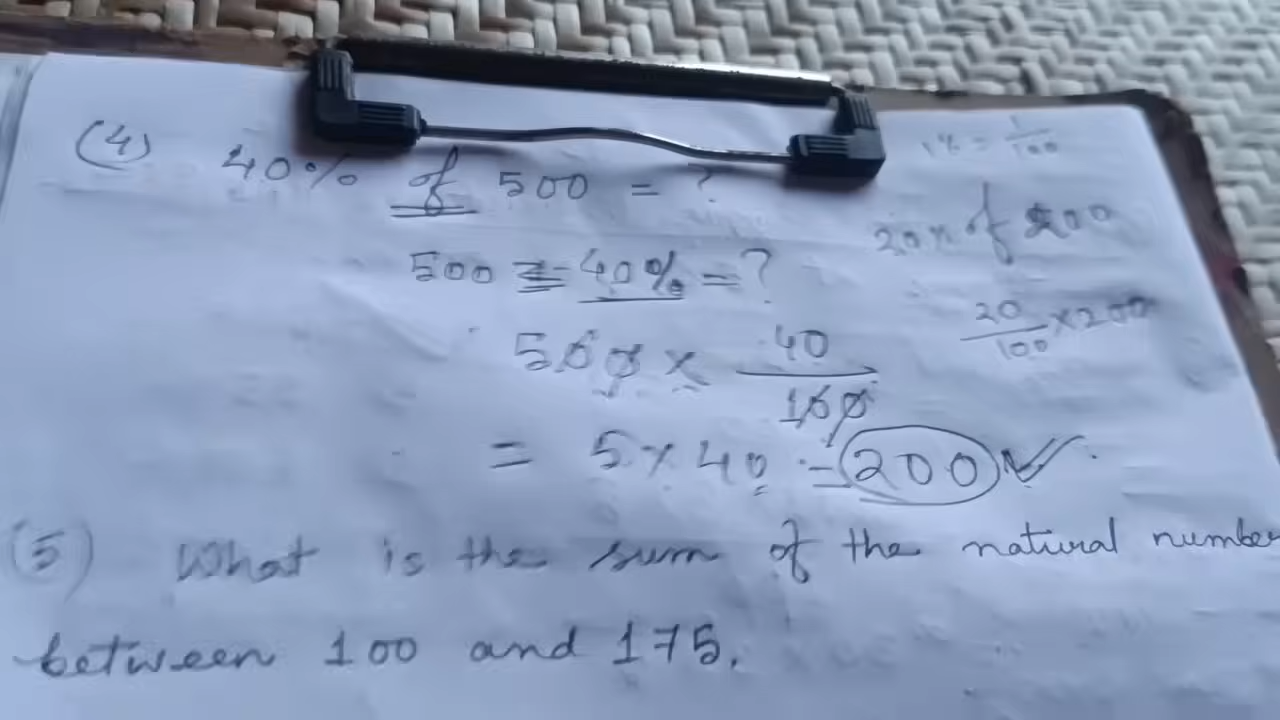 (4) 40% of 500 = ?
1% = 1/100
20% of 200
500 = 40% = ?
20/100 × 200
500 × 40/100
= 5 × 40 = 200 ✓
(5) What is the sum of the natural number
between 100 and 175.